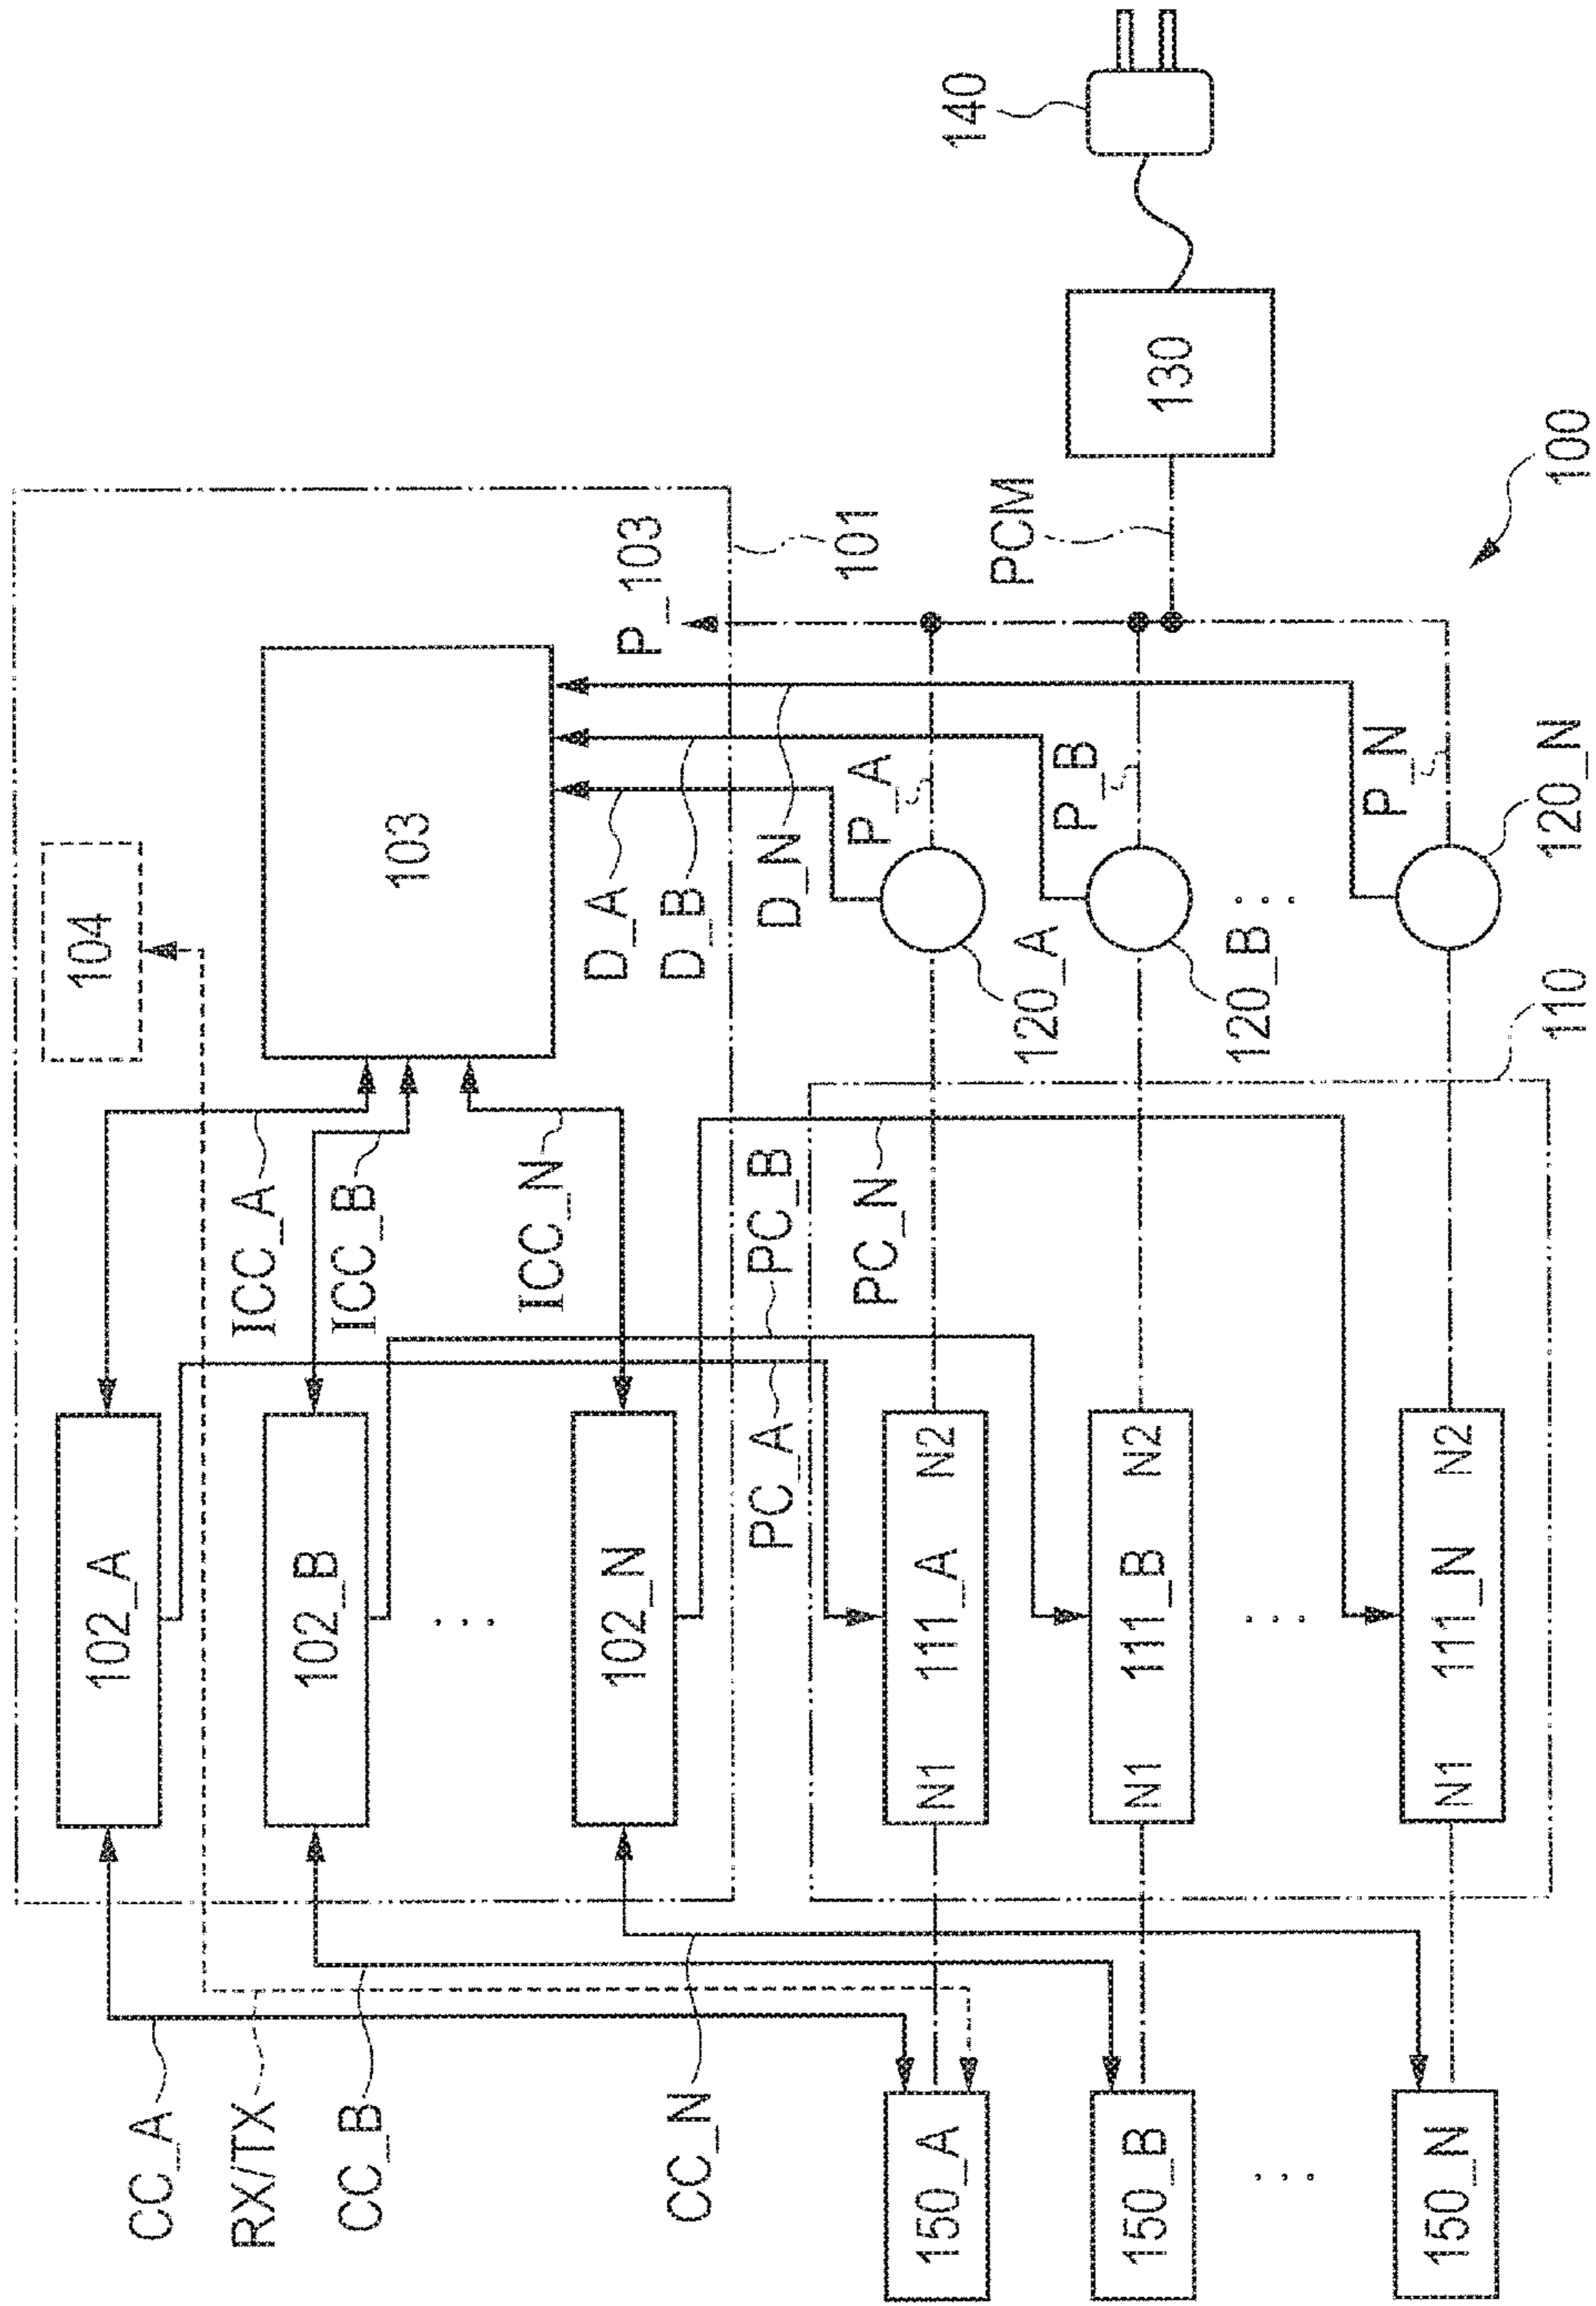 CC_A
RX/TX
CC_B
CC_N
150_A
150_B
. . .
150_N
102_A
102_B
. . .
102_N
N1 111_A N2
N1 111_B N2
. . .
N1 111_N N2
ICC_A
ICC_B
ICC_N
PC_A
PC_B
PC_N
110
104
103
D_A
D_B
D_N
120_A
120_B
. . .
120_N
P_A
P_B
P_N
P_103
101
PCM
100
130
140